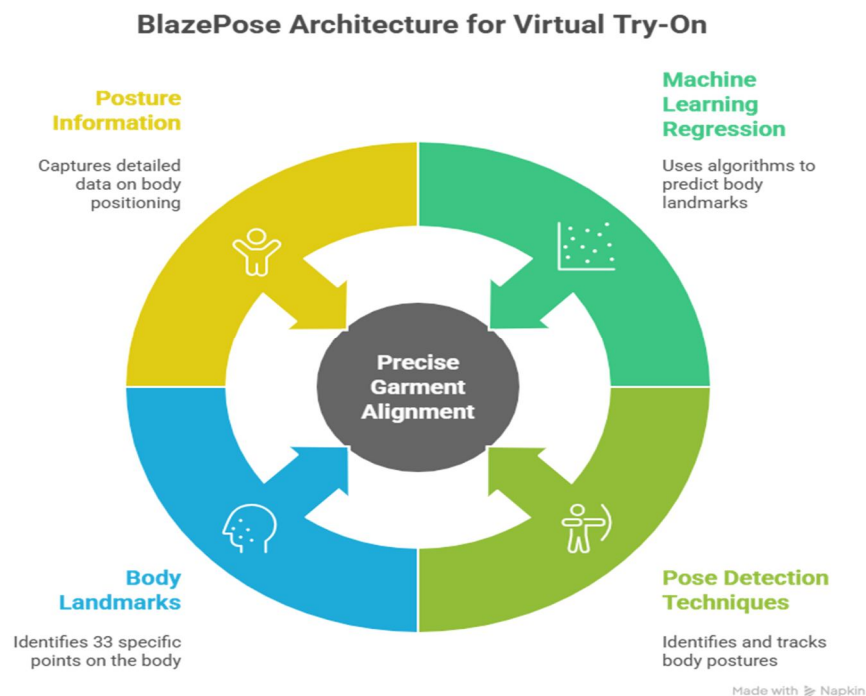 BlazePose Architecture for Virtual Try-On
Posture
Information
Captures detailed
data on body
positioning
Machine
Learning
Regression
Uses algorithms to
predict body
landmarks
Precise
Garment
Alignment
Body
Landmarks
Identifies 33 specific
points on the body
Pose Detection
Techniques
Identifies and tracks
body postures
Made with Napkin